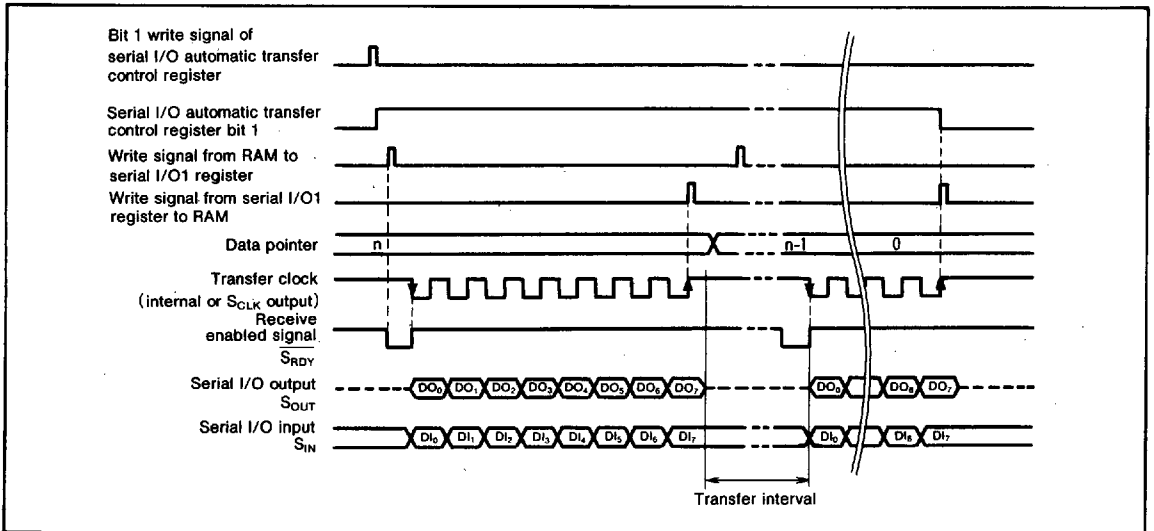 Bit 1 write signal of
serial I/O automatic transfer
control register
Serial I/O automatic transfer
control register bit 1
Write signal from RAM to
serial I/O1 register
Write signal from serial I/O1
register to RAM
Data pointer n n-1 0
Transfer clock
(internal or SCLK output)
Receive
enabled signal
SRDY
Serial I/O output DO0 DO1 DO2 DO3 DO4 DO5 DO6 DO7 DO0 DO6 DO7
SOUT
Serial I/O input
SIN DI0 DI1 DI2 DI3 DI4 DI5 DI6 DI7 DI0 DI6 DI7
Transfer interval